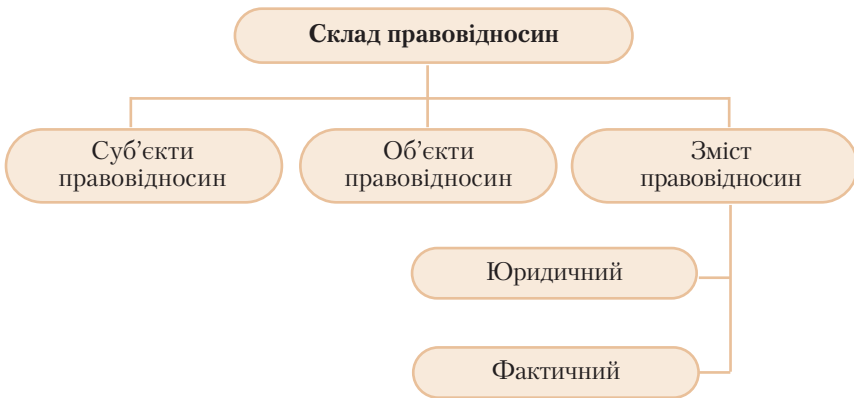 Склад правовідносин
Суб’єкти
правовідносин
Об’єкти
правовідносин
Зміст
правовідносин
Юридичний
Фактичний